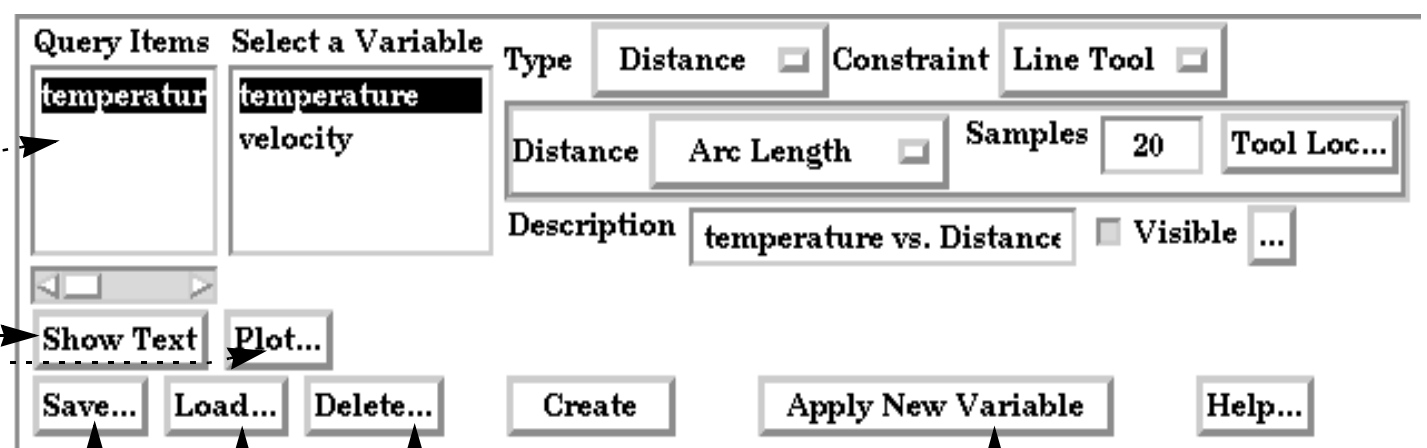 Query Items Select a Variable Type Distance Constraint Line Tool
temperatur temperature
velocity Distance Arc Length Samples 20 Tool Loc...
Description temperature vs. Distance Visible ...
Show Text Plot...
Save... Load... Delete... Create Apply New Variable Help...